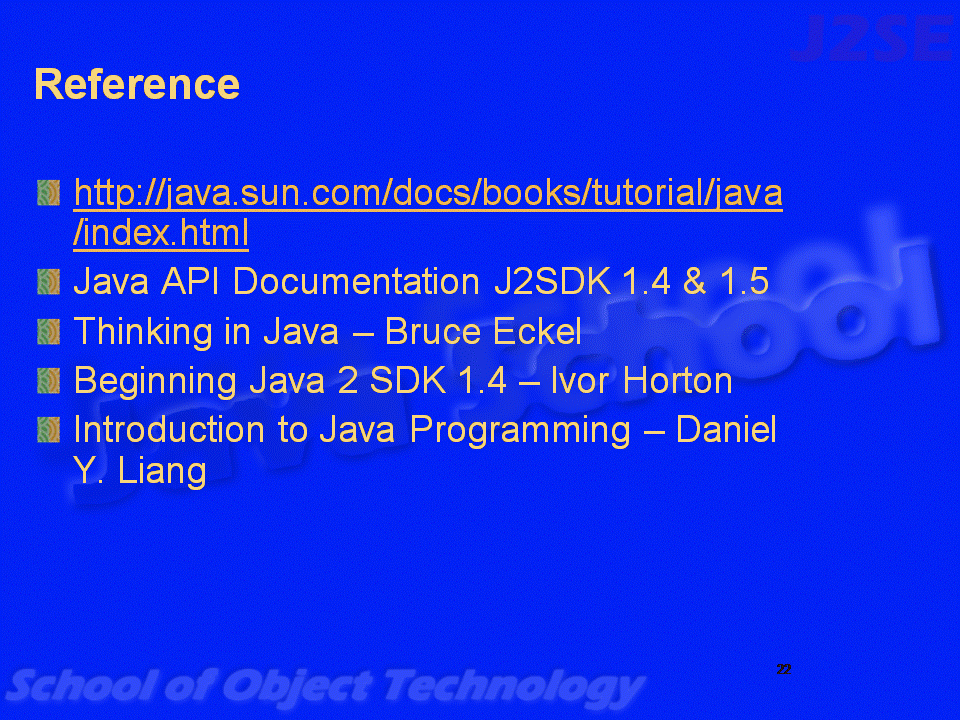 J2SE
Reference
http://java.sun.com/docs/books/tutorial/java
/index.html
Java API Documentation J2SDK 1.4 & 1.5
Thinking in Java – Bruce Eckel
Beginning Java 2 SDK 1.4 – Ivor Horton
Introduction to Java Programming – Daniel
Y. Liang
Java School
School of Object Technology
22